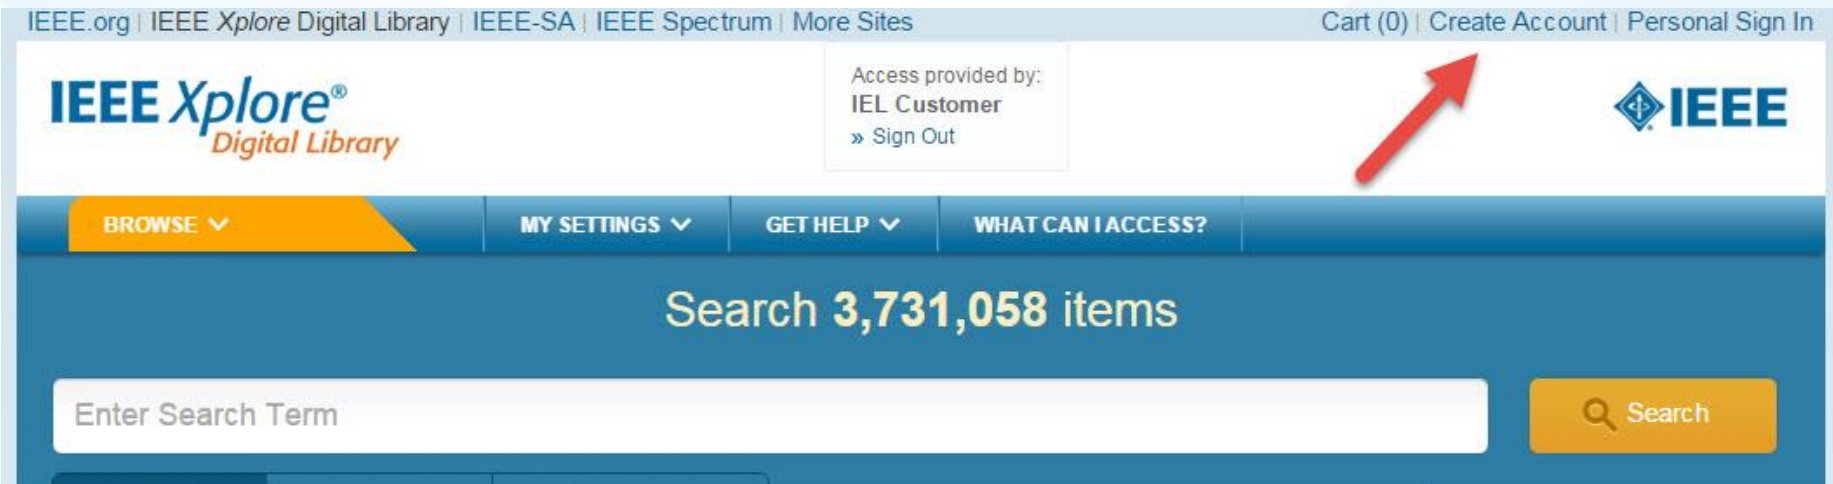 IEEE.org | IEEE Xplore Digital Library | IEEE-SA | IEEE Spectrum | More Sites
Cart (0) | Create Account | Personal Sign In
IEEE Xplore®
Digital Library
Access provided by:
IEL Customer
» Sign Out
IEEE
BROWSE
MY SETTINGS
GET HELP
WHAT CAN I ACCESS?
Search 3,731,058 items
Enter Search Term
Search